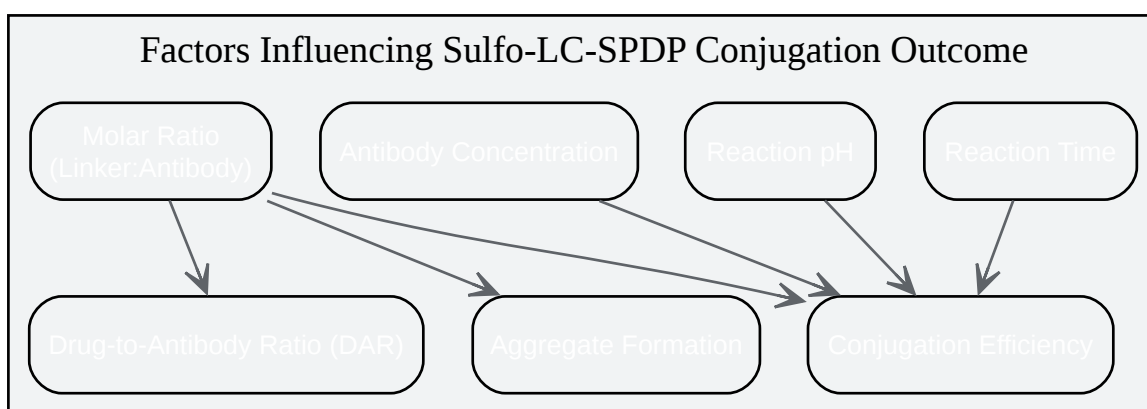 Factors Influencing Sulfo-LC-SPDP Conjugation Outcome
Molar Ratio
(Linker:Antibody)
Antibody Concentration
Reaction pH
Reaction Time
Drug-to-Antibody Ratio (DAR)
Aggregate Formation
Conjugation Efficiency